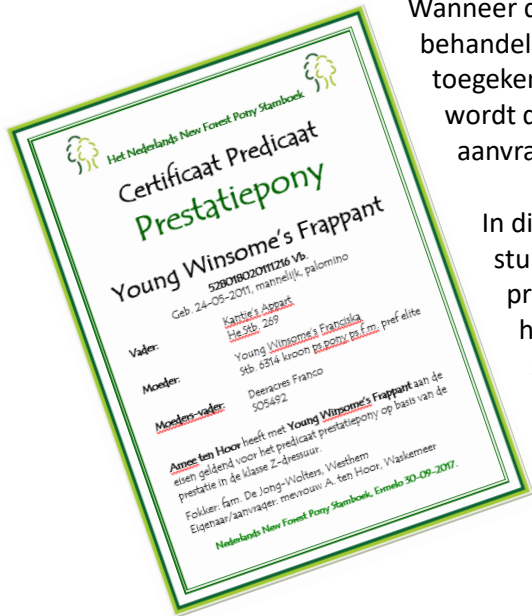 Wanneer
behandel
toegeken
wordt
aanvra
In di
stu
pr
h
Het Nederlands New Forest Pony Stamboek
Certificaat Predicaat
Prestatiepony
Young Winsome's Frappant
528018020111216 Vb.
Geb. 24-05-2011, mannelijk, palomino
Vader: Kantje's Appart
He.Stb. 269
Moeder: Young Winsome's Franciska
Stb. 6314 kroon ps.pony ps.f.m. pref elite
Moeders-vader: Deeracres Franco
SO5492
Amee ten Hoor heeft met Young Winsome's Frappant aan de
eisen geldend voor het predicaat prestatiepony op basis van de
prestatie in de klasse Z-dressuur.
Fokker: fam. De Jong-Wolters, Westhem
Eigenaar/aanvrager: mevrouw A. ten Hoor, Waskemeer
Nederlands New Forest Pony Stamboek. Ermelo 30-09-2017.